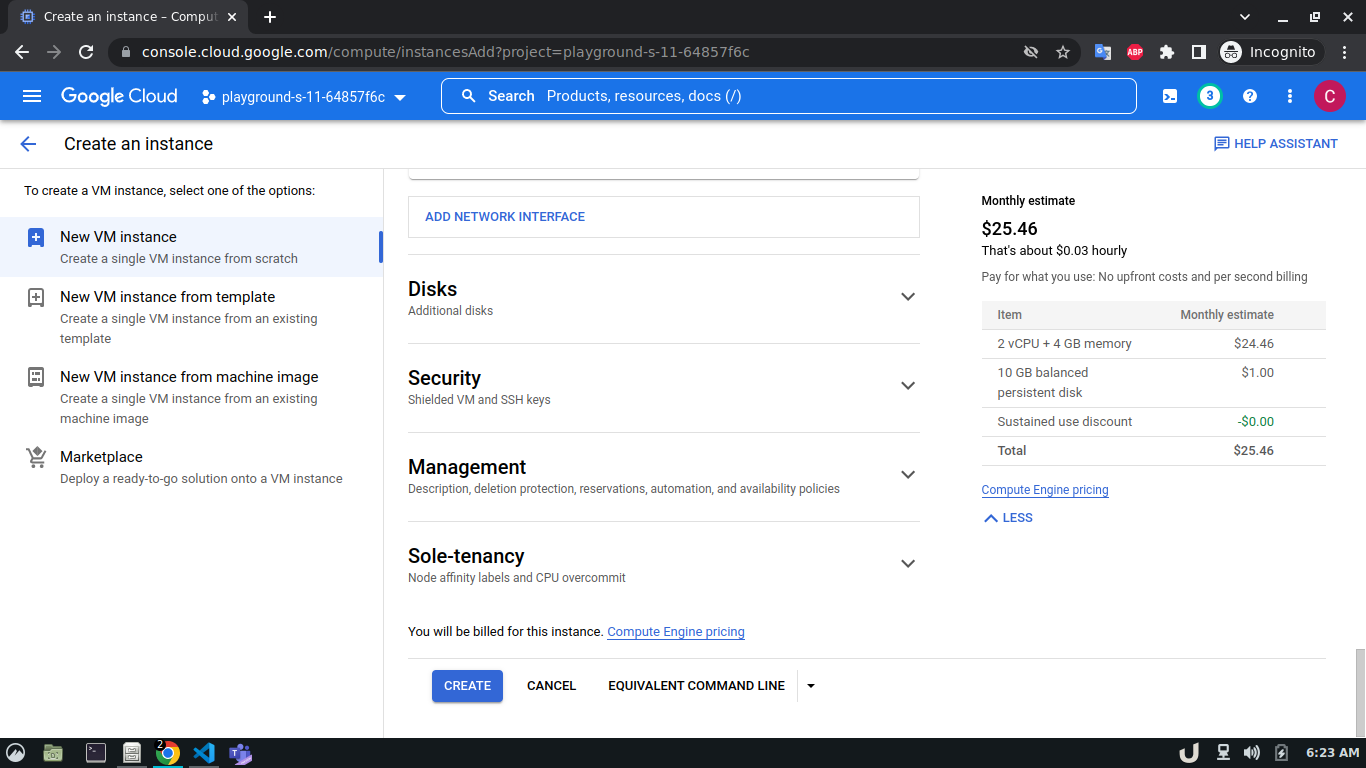 Create an instance – Comput
console.cloud.google.com/compute/instancesAdd?project=playground-s-11-64857f6c
ABP
Incognito
Google Cloud
playground-s-11-64857f6c
Search Products, resources, docs (/)
3
C
Create an instance
HELP ASSISTANT
To create a VM instance, select one of the options:
New VM instance
Create a single VM instance from scratch
New VM instance from template
Create a single VM instance from an existing
template
New VM instance from machine image
Create a single VM instance from an existing
machine image
Marketplace
Deploy a ready-to-go solution onto a VM instance
ADD NETWORK INTERFACE
Disks
Additional disks
Security
Shielded VM and SSH keys
Management
Description, deletion protection, reservations, automation, and availability policies
Sole-tenancy
Node affinity labels and CPU overcommit
You will be billed for this instance. Compute Engine pricing
CREATE
CANCEL
EQUIVALENT COMMAND LINE
Monthly estimate
$25.46
That's about $0.03 hourly
Pay for what you use: No upfront costs and per second billing
Item Monthly estimate
2 vCPU + 4 GB memory $24.46
10 GB balanced $1.00
persistent disk
Sustained use discount -$0.00
Total $25.46
Compute Engine pricing
LESS
2
6:23 AM